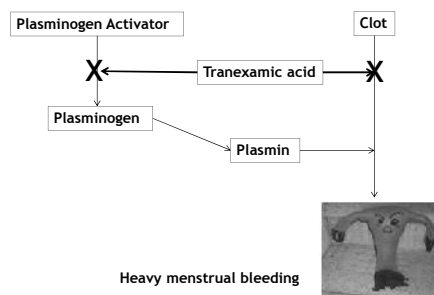 Plasminogen Activator
Clot
X
Tranexamic acid
X
Plasminogen
Plasmin
Heavy menstrual bleeding